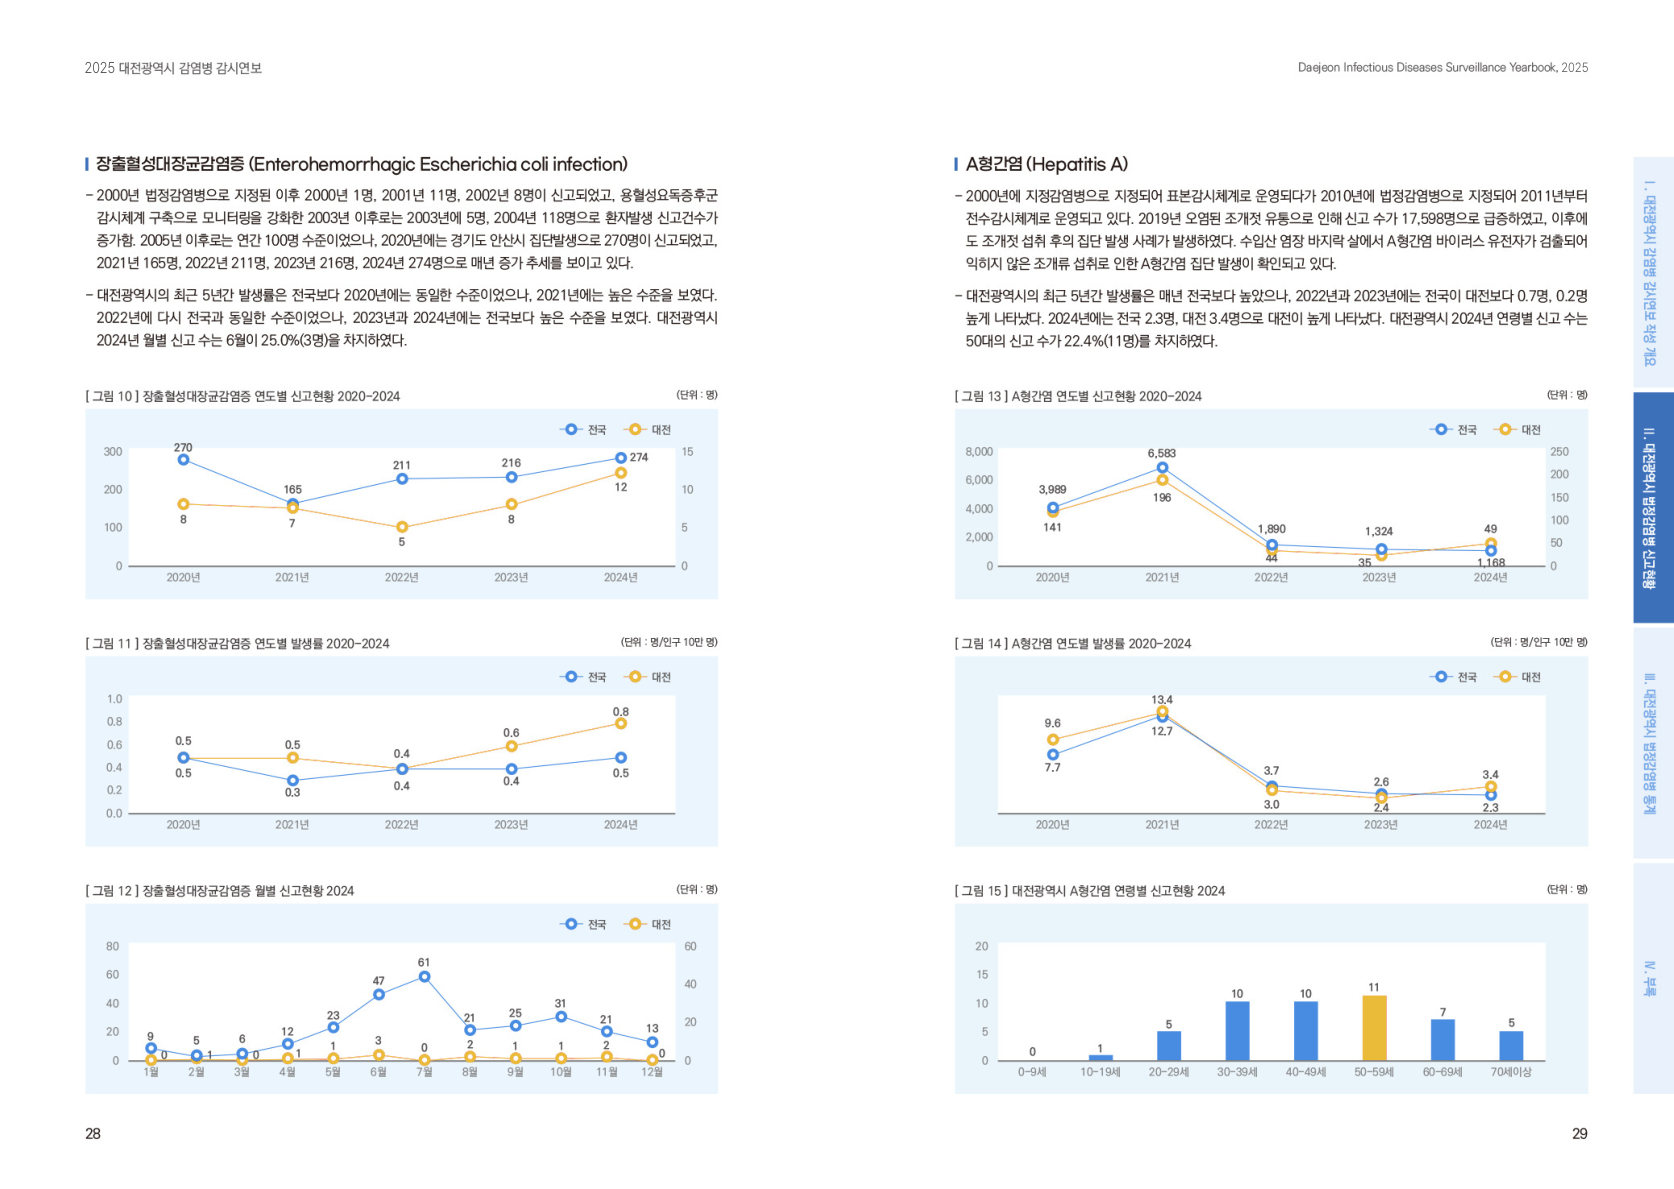 2025 대전광역시 감염병 감시연보
Daejeon Infectious Diseases Surveillance Yearbook, 2025
장출혈성대장균감염증 (Enterohemorrhagic Escherichia coli infection)
- 2000년 법정감염병으로 지정된 이후 2000년 1명, 2001년 11명, 2002년 8명이 신고되었고, 용혈성요독증후군
감시체계 구축으로 모니터링을 강화한 2003년 이후로는 2003년에 5명, 2004년 118명으로 환자발생 신고건수가
증가함. 2005년 이후로는 연간 100명 수준이었으나, 2020년에는 경기도 안산시 집단발생으로 270명이 신고되었고,
2021년 165명, 2022년 211명, 2023년 216명, 2024년 274명으로 매년 증가 추세를 보이고 있다.
- 대전광역시의 최근 5년간 발생률은 전국보다 2020년에는 동일한 수준이었으나, 2021년에는 높은 수준을 보였다.
2022년에 다시 전국과 동일한 수준이었으나, 2023년과 2024년에는 전국보다 높은 수준을 보였다. 대전광역시
2024년 월별 신고 수는 6월이 25.0%(3명)을 차지하였다.
[ 그림 10 ] 장출혈성대장균감염증 연도별 신고현황 2020-2024
(단위 : 명)
전국 대전
300 200 100 0
15 10 5 0
270 165 211 216 274
8 7 5 8 12
2020년 2021년 2022년 2023년 2024년
[ 그림 11 ] 장출혈성대장균감염증 연도별 발생률 2020-2024
(단위 : 명/인구 10만 명)
전국 대전
1.0 0.8 0.6 0.4 0.2 0.0
0.5 0.5 0.4 0.6 0.8
0.5 0.3 0.4 0.4 0.5
2020년 2021년 2022년 2023년 2024년
[ 그림 12 ] 장출혈성대장균감염증 월별 신고현황 2024
(단위 : 명)
전국 대전
80 60 40 20 0
60 40 20 0
9 5 6 12 23 47 61 21 25 31 21 13
0 1 0 1 1 3 0 2 1 1 2 0
1월 2월 3월 4월 5월 6월 7월 8월 9월 10월 11월 12월
28
A형간염 (Hepatitis A)
- 2000년에 지정감염병으로 지정되어 표본감시체계로 운영되다가 2010년에 법정감염병으로 지정되어 2011년부터
전수감시체계로 운영되고 있다. 2019년 오염된 조개젓 유통으로 인해 신고 수가 17,598명으로 급증하였고, 이후에
도 조개젓 섭취 후의 집단 발생 사례가 발생하였다. 수입산 염장 바지락 살에서 A형간염 바이러스 유전자가 검출되어
익히지 않은 조개류 섭취로 인한 A형간염 집단 발생이 확인되고 있다.
- 대전광역시의 최근 5년간 발생률은 매년 전국보다 높았으나, 2022년과 2023년에는 전국이 대전보다 0.7명, 0.2명
높게 나타났다. 2024년에는 전국 2.3명, 대전 3.4명으로 대전이 높게 나타났다. 대전광역시 2024년 연령별 신고 수는
50대의 신고 수가 22.4%(11명)를 차지하였다.
[ 그림 13 ] A형간염 연도별 신고현황 2020-2024
(단위 : 명)
전국 대전
8,000 6,000 4,000 2,000 0
250 200 150 100 50 0
3,989 6,583 1,890 1,324 49
141 196 44 35 1,168
2020년 2021년 2022년 2023년 2024년
[ 그림 14 ] A형간염 연도별 발생률 2020-2024
(단위 : 명/인구 10만 명)
전국 대전
9.6 13.4 3.7 2.6 3.4
7.7 12.7 3.0 2.4 2.3
2020년 2021년 2022년 2023년 2024년
[ 그림 15 ] 대전광역시 A형간염 연령별 신고현황 2024
(단위 : 명)
20 15 10 5 0
0 1 5 10 10 11 7 5
0-9세 10-19세 20-29세 30-39세 40-49세 50-59세 60-69세 70세이상
29
Ⅰ. 대전광역시 감염병 감시연보 작성 개요
Ⅱ. 대전광역시 법정감염병 신고현황
Ⅲ. 대전광역시 법정감염병 통계
Ⅳ. 부록